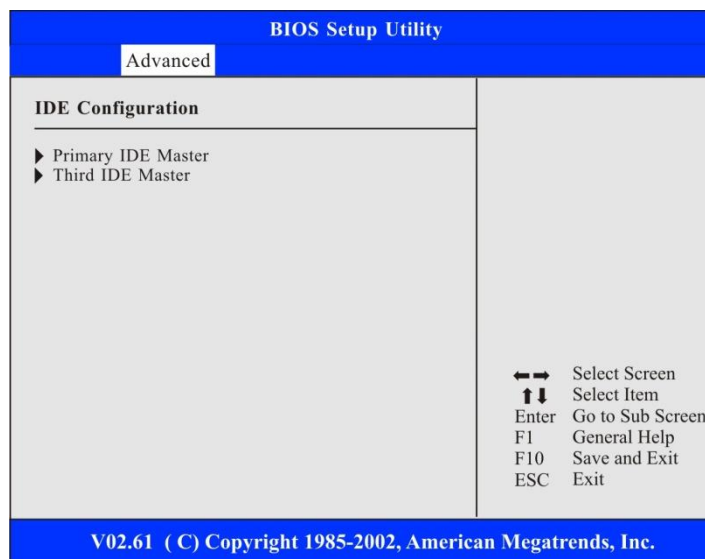 BIOS Setup Utility
Advanced
IDE Configuration
Primary IDE Master
Third IDE Master
Select Screen
Select Item
Enter Go to Sub Screen
F1 General Help
F10 Save and Exit
ESC Exit
V02.61 ( C) Copyright 1985-2002, American Megatrends, Inc.